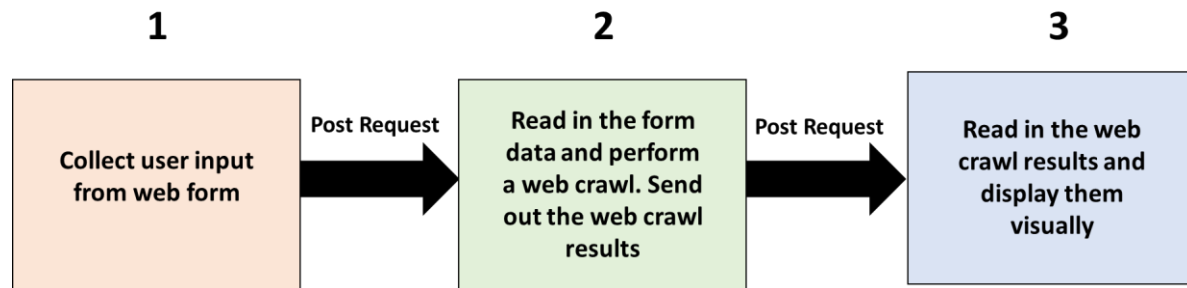 1
2
3
Collect user input
from web form
Post Request
Read in the form
data and perform
a web crawl. Send
out the web crawl
results
Post Request
Read in the web
crawl results and
display them
visually